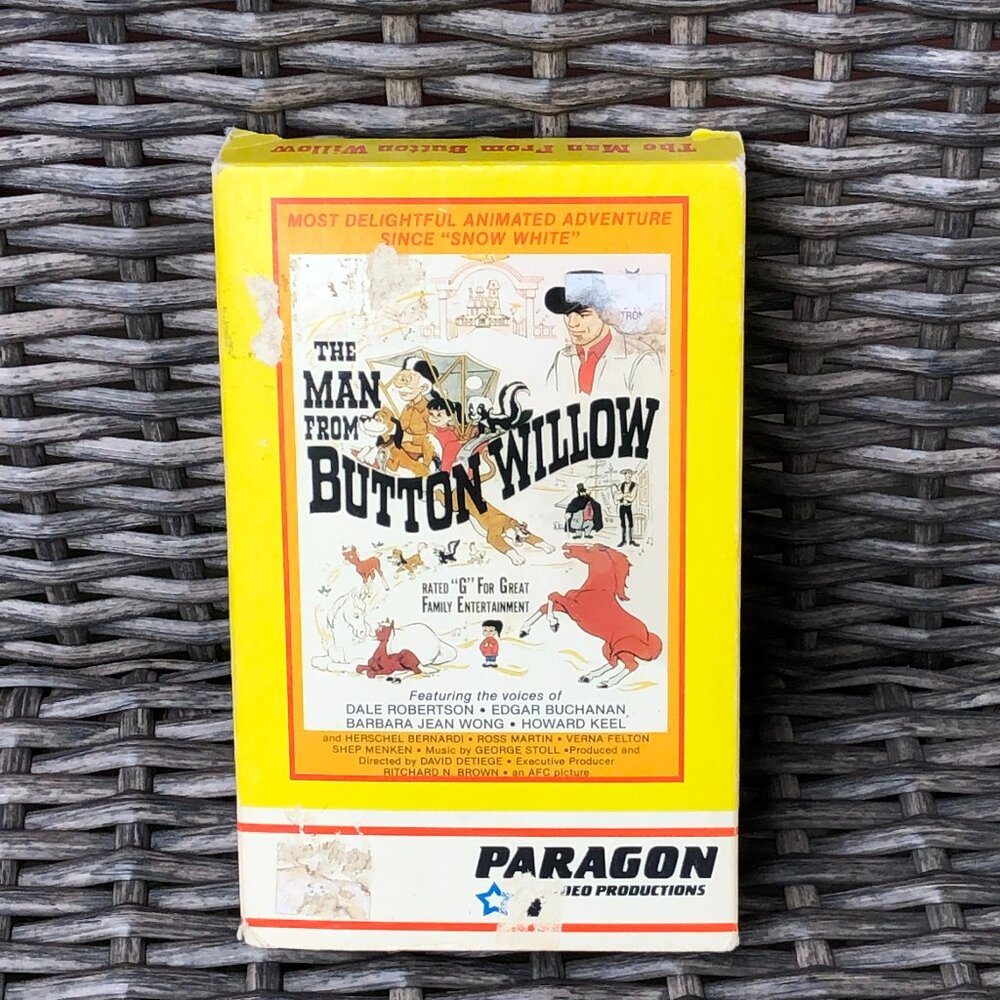 The Man From Button Willow
MOST DELIGHTFUL ANIMATED ADVENTURE
SINCE "SNOW WHITE"
THE
MAN
FROM
BUTTON WILLOW
RATED "G" FOR GREAT
FAMILY ENTERTAINMENT
Featuring the voices of
DALE ROBERTSON • EDGAR BUCHANAN
BARBARA JEAN WONG • HOWARD KEEL
and HERSCHEL BERNARDI • ROSS MARTIN • VERNA FELTON
SHEP MENKEN • Music by GEORGE STOLL • Produced and
Directed by DAVID DETIEGE • Executive Producer
RITCHARD N. BROWN • an AFC picture
PARAGON
PRODUCTIONS